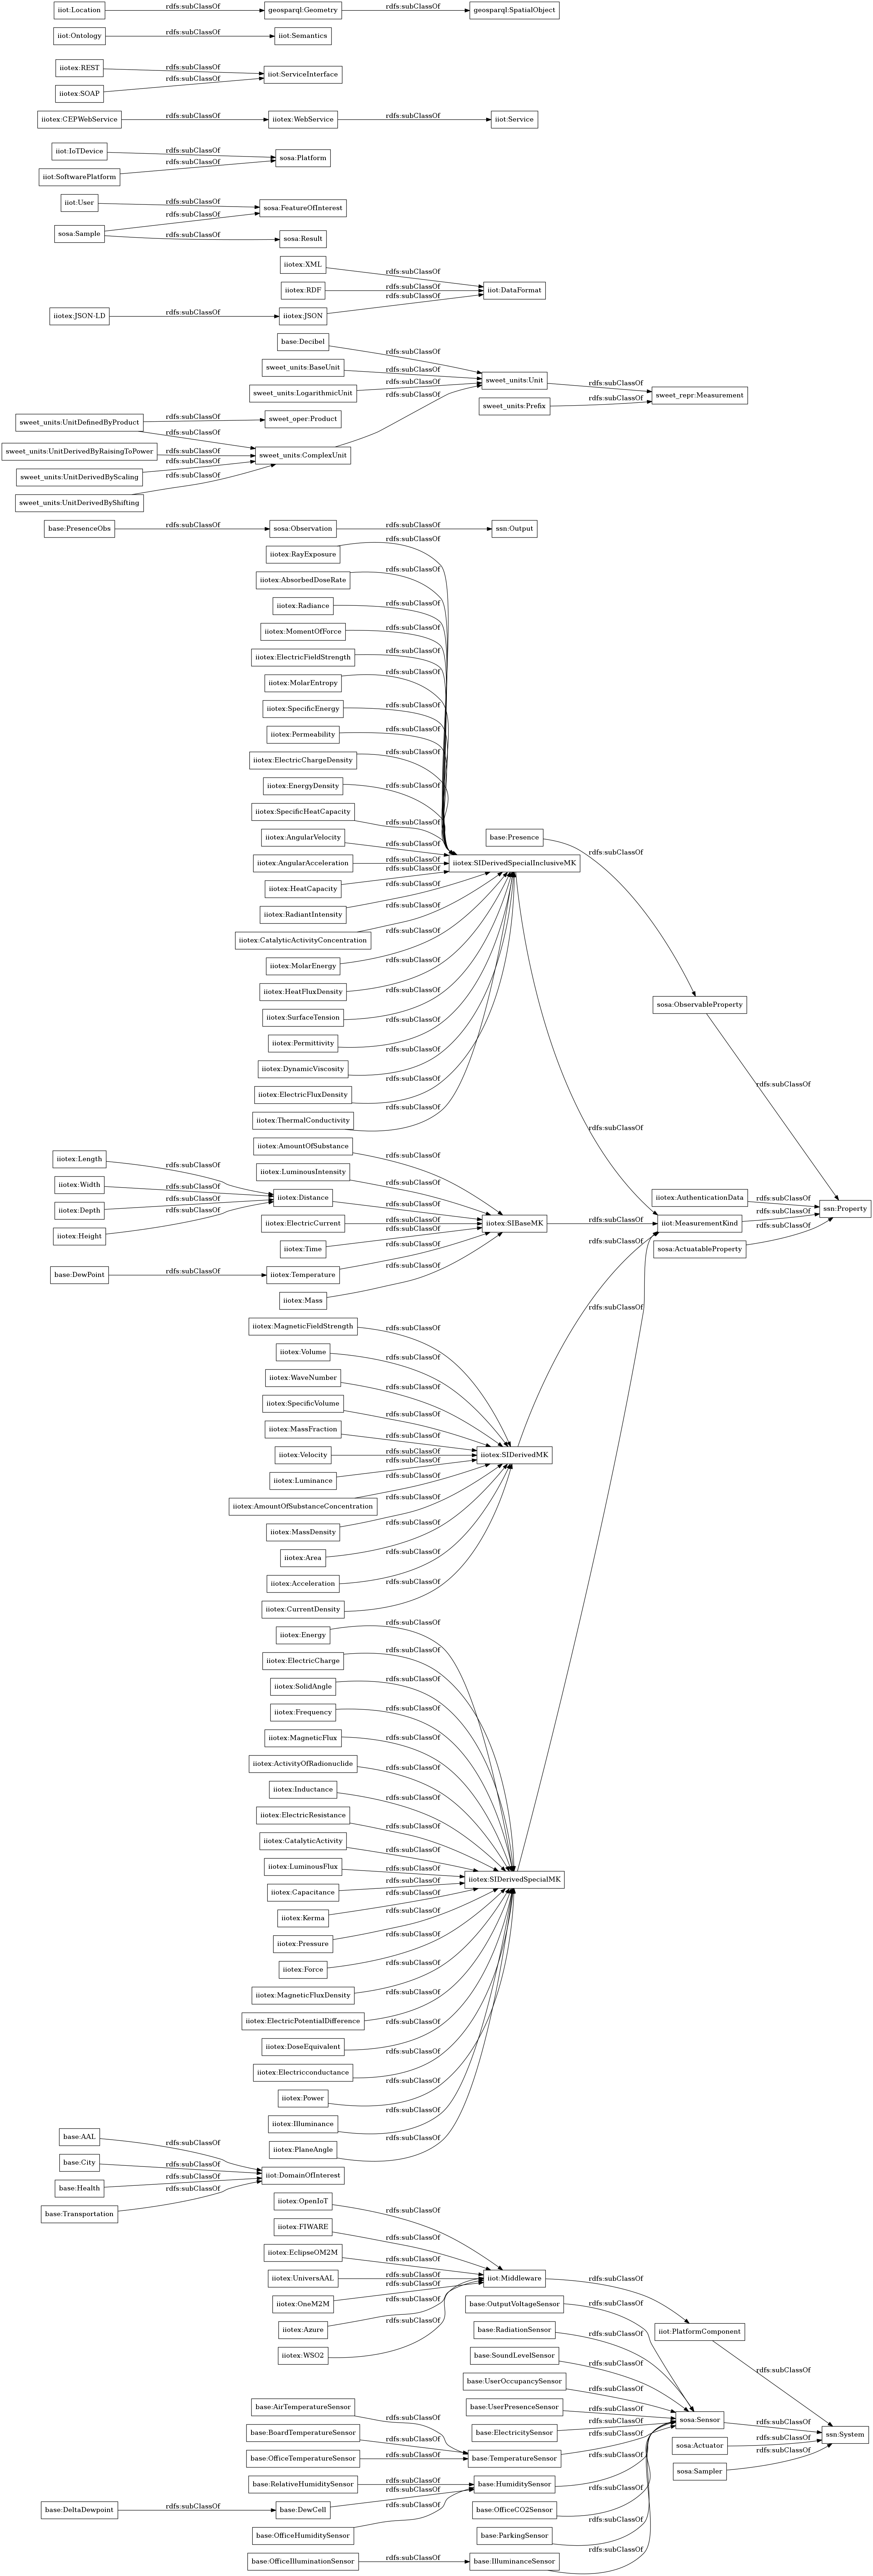 iiot:Location
rdfs:subClassOf
geosparql:Geometry
rdfs:subClassOf
geosparql:SpatialObject
iiot:Ontology
rdfs:subClassOf
iiot:Semantics
iiotex:REST
rdfs:subClassOf
iiot:ServiceInterface
iiotex:SOAP
rdfs:subClassOf
iiotex:CEPWebService
rdfs:subClassOf
iiotex:WebService
rdfs:subClassOf
iiot:Service
iiot:IoTDevice
rdfs:subClassOf
sosa:Platform
iiot:SoftwarePlatform
rdfs:subClassOf
iiot:User
rdfs:subClassOf
sosa:FeatureOfInterest
sosa:Sample
rdfs:subClassOf
rdfs:subClassOf
sosa:Result
iiotex:XML
rdfs:subClassOf
iiotex:RDF
rdfs:subClassOf
iiot:DataFormat
iiotex:JSON-LD
rdfs:subClassOf
iiotex:JSON
rdfs:subClassOf
base:Decibel
rdfs:subClassOf
sweet_units:BaseUnit
rdfs:subClassOf
sweet_units:Unit
rdfs:subClassOf
sweet_repr:Measurement
sweet_units:LogarithmicUnit
rdfs:subClassOf
sweet_units:Prefix
rdfs:subClassOf
sweet_units:UnitDefinedByProduct
rdfs:subClassOf
sweet_oper:Product
rdfs:subClassOf
rdfs:subClassOf
sweet_units:UnitDerivedByRaisingToPower
rdfs:subClassOf
sweet_units:ComplexUnit
sweet_units:UnitDerivedByScaling
rdfs:subClassOf
sweet_units:UnitDerivedByShifting
rdfs:subClassOf
base:PresenceObs
rdfs:subClassOf
sosa:Observation
rdfs:subClassOf
ssn:Output
iiotex:RayExposure
rdfs:subClassOf
iiotex:AbsorbedDoseRate
rdfs:subClassOf
iiotex:Radiance
rdfs:subClassOf
iiotex:MomentOfForce
rdfs:subClassOf
iiotex:ElectricFieldStrength
rdfs:subClassOf
iiotex:MolarEntropy
rdfs:subClassOf
iiotex:SpecificEnergy
rdfs:subClassOf
iiotex:Permeability
rdfs:subClassOf
iiotex:ElectricChargeDensity
rdfs:subClassOf
iiotex:EnergyDensity
rdfs:subClassOf
iiotex:SpecificHeatCapacity
rdfs:subClassOf
iiotex:AngularVelocity
rdfs:subClassOf
base:Presence
rdfs:subClassOf
iiotex:AngularAcceleration
rdfs:subClassOf
iiotex:SIDerivedSpecialInclusiveMK
iiotex:HeatCapacity
rdfs:subClassOf
iiotex:RadiantIntensity
rdfs:subClassOf
iiotex:CatalyticActivityConcentration
rdfs:subClassOf
iiotex:MolarEnergy
rdfs:subClassOf
iiotex:HeatFluxDensity
rdfs:subClassOf
sosa:ObservableProperty
iiotex:SurfaceTension
rdfs:subClassOf
iiotex:Permittivity
rdfs:subClassOf
iiotex:DynamicViscosity
rdfs:subClassOf
rdfs:subClassOf
iiotex:ElectricFluxDensity
rdfs:subClassOf
iiotex:ThermalConductivity
rdfs:subClassOf
rdfs:subClassOf
iiotex:AmountOfSubstance
rdfs:subClassOf
iiotex:Length
rdfs:subClassOf
iiotex:LuminousIntensity
rdfs:subClassOf
iiotex:Width
rdfs:subClassOf
iiotex:Distance
rdfs:subClassOf
iiotex:AuthenticationData
rdfs:subClassOf
iiotex:Depth
rdfs:subClassOf
ssn:Property
iiotex:ElectricCurrent
rdfs:subClassOf
iiotex:SIBaseMK
rdfs:subClassOf
iiot:MeasurementKind
rdfs:subClassOf
iiotex:Height
rdfs:subClassOf
iiotex:Time
rdfs:subClassOf
rdfs:subClassOf
sosa:ActuatableProperty
rdfs:subClassOf
base:DewPoint
rdfs:subClassOf
iiotex:Temperature
rdfs:subClassOf
iiotex:Mass
rdfs:subClassOf
rdfs:subClassOf
iiotex:MagneticFieldStrength
rdfs:subClassOf
iiotex:Volume
rdfs:subClassOf
iiotex:WaveNumber
rdfs:subClassOf
iiotex:SpecificVolume
rdfs:subClassOf
iiotex:MassFraction
rdfs:subClassOf
iiotex:Velocity
rdfs:subClassOf
iiotex:SIDerivedMK
iiotex:Luminance
rdfs:subClassOf
iiotex:AmountOfSubstanceConcentration
rdfs:subClassOf
iiotex:MassDensity
rdfs:subClassOf
iiotex:Area
rdfs:subClassOf
iiotex:Acceleration
rdfs:subClassOf
iiotex:CurrentDensity
rdfs:subClassOf
iiotex:Energy
rdfs:subClassOf
iiotex:ElectricCharge
rdfs:subClassOf
iiotex:SolidAngle
rdfs:subClassOf
iiotex:Frequency
rdfs:subClassOf
iiotex:MagneticFlux
rdfs:subClassOf
iiotex:ActivityOfRadionuclide
rdfs:subClassOf
iiotex:Inductance
rdfs:subClassOf
iiotex:ElectricResistance
rdfs:subClassOf
iiotex:CatalyticActivity
rdfs:subClassOf
iiotex:LuminousFlux
rdfs:subClassOf
iiotex:SIDerivedSpecialMK
iiotex:Capacitance
rdfs:subClassOf
iiotex:Kerma
rdfs:subClassOf
iiotex:Pressure
rdfs:subClassOf
iiotex:Force
rdfs:subClassOf
iiotex:MagneticFluxDensity
rdfs:subClassOf
iiotex:ElectricPotentialDifference
rdfs:subClassOf
iiotex:DoseEquivalent
rdfs:subClassOf
iiotex:Electricconductance
rdfs:subClassOf
iiotex:Power
rdfs:subClassOf
iiotex:Illuminance
rdfs:subClassOf
iiotex:PlaneAngle
rdfs:subClassOf
base:AAL
rdfs:subClassOf
base:City
rdfs:subClassOf
iiot:DomainOfInterest
base:Health
rdfs:subClassOf
base:Transportation
rdfs:subClassOf
iiotex:OpenIoT
rdfs:subClassOf
iiotex:FIWARE
rdfs:subClassOf
iiotex:EclipseOM2M
rdfs:subClassOf
iiotex:UniversAAL
rdfs:subClassOf
iiot:Middleware
rdfs:subClassOf
iiotex:OneM2M
rdfs:subClassOf
base:OutputVoltageSensor
rdfs:subClassOf
iiotex:Azure
rdfs:subClassOf
base:RadiationSensor
rdfs:subClassOf
iiot:PlatformComponent
iiotex:WSO2
rdfs:subClassOf
base:SoundLevelSensor
rdfs:subClassOf
rdfs:subClassOf
base:UserOccupancySensor
rdfs:subClassOf
base:AirTemperatureSensor
rdfs:subClassOf
base:UserPresenceSensor
rdfs:subClassOf
sosa:Sensor
rdfs:subClassOf
base:BoardTemperatureSensor
rdfs:subClassOf
base:ElectricitySensor
rdfs:subClassOf
ssn:System
sosa:Actuator
rdfs:subClassOf
base:OfficeTemperatureSensor
rdfs:subClassOf
base:TemperatureSensor
rdfs:subClassOf
sosa:Sampler
rdfs:subClassOf
base:RelativeHumiditySensor
rdfs:subClassOf
base:HumiditySensor
rdfs:subClassOf
base:DeltaDewpoint
rdfs:subClassOf
base:DewCell
rdfs:subClassOf
base:OfficeCO2Sensor
rdfs:subClassOf
base:OfficeHumiditySensor
rdfs:subClassOf
base:ParkingSensor
rdfs:subClassOf
base:OfficeIlluminationSensor
rdfs:subClassOf
base:IlluminanceSensor
rdfs:subClassOf